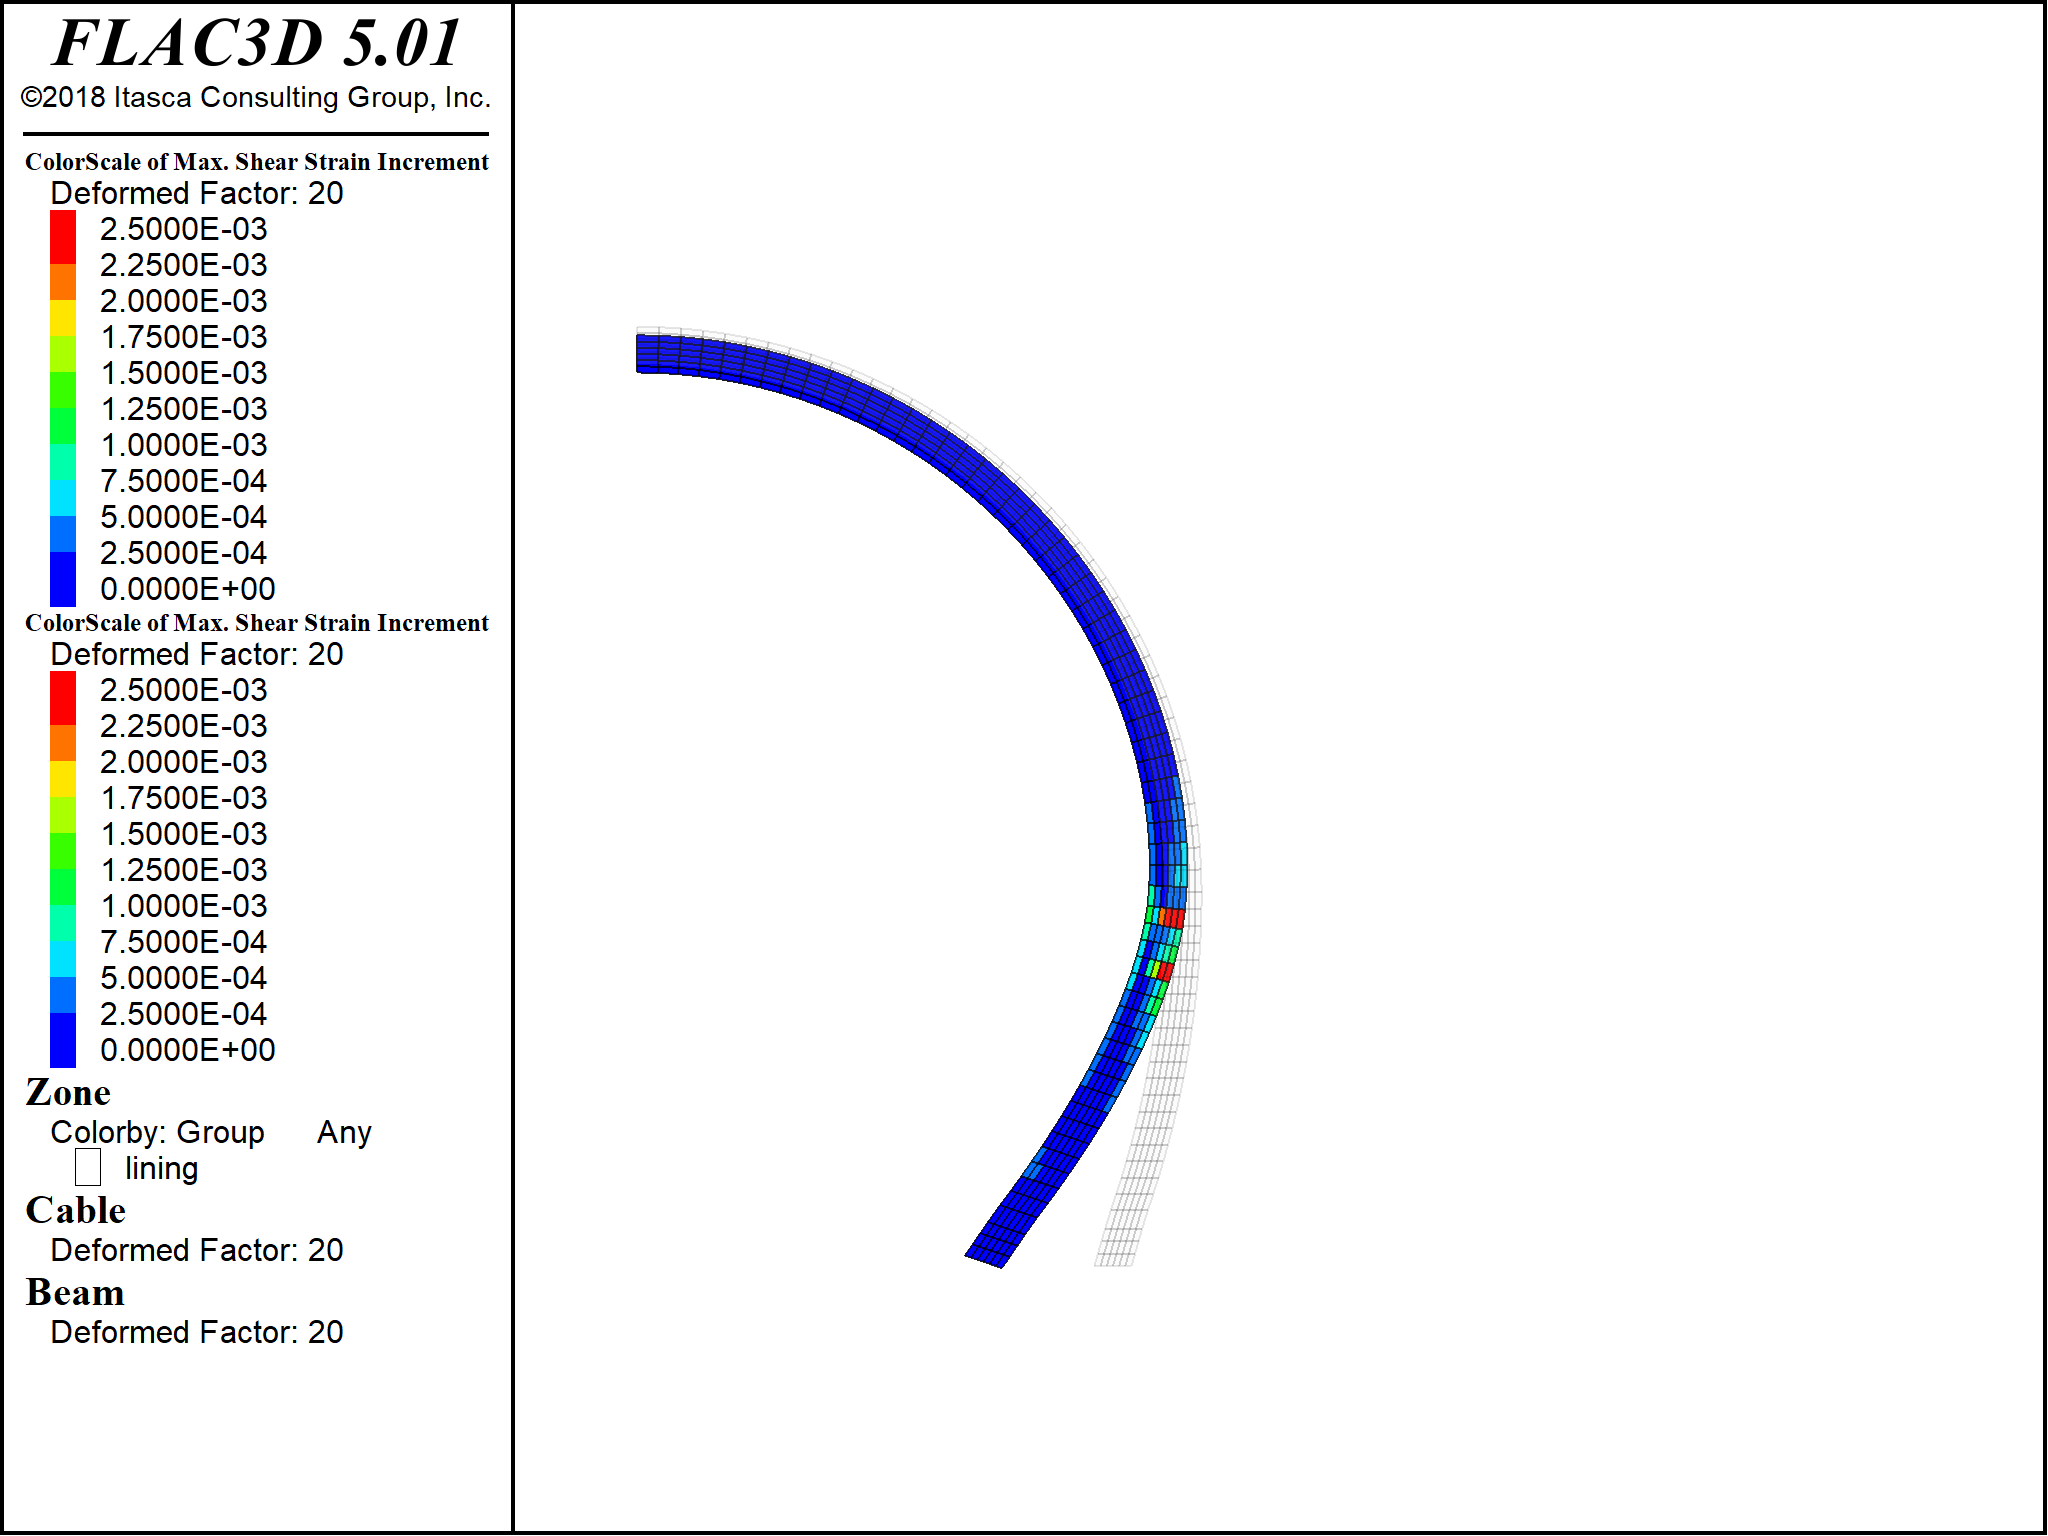 FLAC3D 5.01
©2018 Itasca Consulting Group, Inc.
ColorScale of Max. Shear Strain Increment
Deformed Factor: 20
2.5000E-03
2.2500E-03
2.0000E-03
1.7500E-03
1.5000E-03
1.2500E-03
1.0000E-03
7.5000E-04
5.0000E-04
2.5000E-04
0.0000E+00
ColorScale of Max. Shear Strain Increment
Deformed Factor: 20
2.5000E-03
2.2500E-03
2.0000E-03
1.7500E-03
1.5000E-03
1.2500E-03
1.0000E-03
7.5000E-04
5.0000E-04
2.5000E-04
0.0000E+00
Zone
Colorby: Group Any
lining
Cable
Deformed Factor: 20
Beam
Deformed Factor: 20